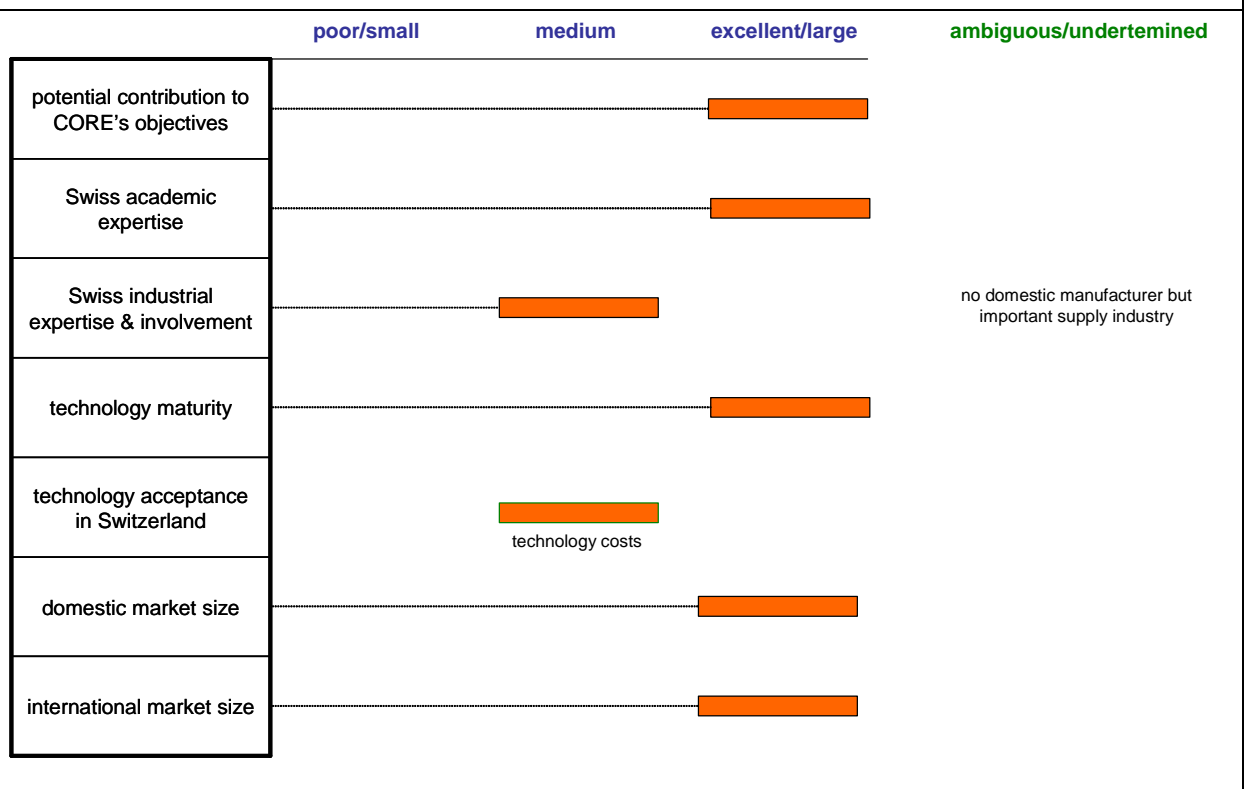 poor/small medium excellent/large ambiguous/undertemined
potential contribution to
CORE's objectives
Swiss academic
expertise
Swiss industrial
expertise & involvement
no domestic manufacturer but
important supply industry
technology maturity
technology acceptance
in Switzerland
technology costs
domestic market size
international market size